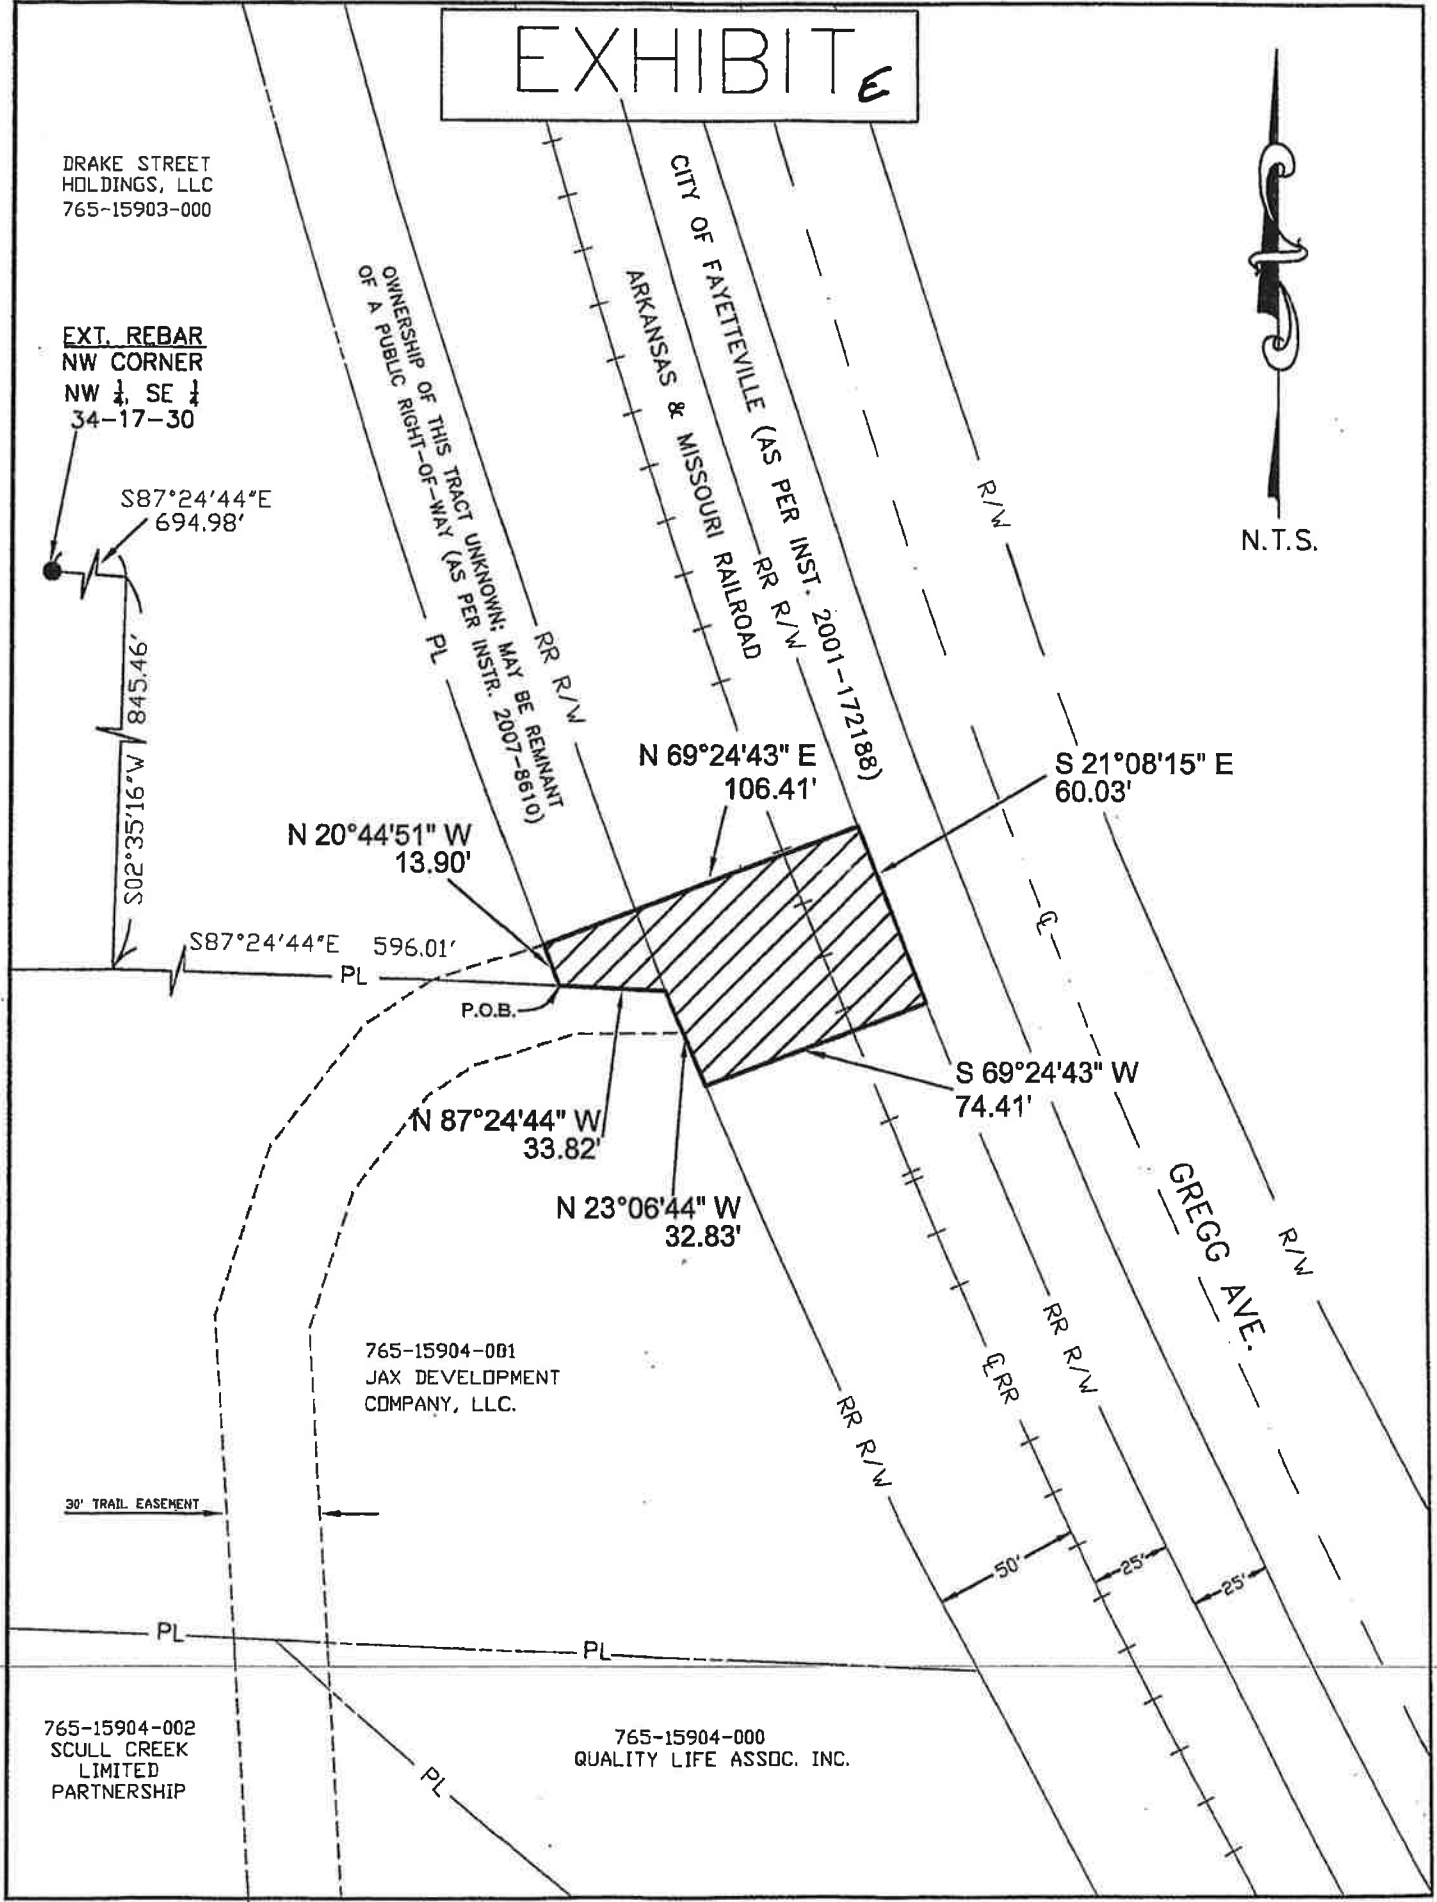 EXHIBIT E
DRAKE STREET
HOLDINGS, LLC
765-15903-000
EXT. REBAR
NW CORNER
NW ¼, SE ¼
34-17-30
S87°24'44"E
694.98'
S02°35'16"W 845.46'
S87°24'44"E 596.01'
PL
P.O.B.
OWNERSHIP OF THIS TRACT UNKNOWN; MAY BE REMNANT
OF A PUBLIC RIGHT-OF-WAY (AS PER INSTR. 2007-8610)
PL
RR R/W
ARKANSAS & MISSOURI RAILROAD
RR R/W
CITY OF FAYETTEVILLE (AS PER INST. 2001-172188)
R/W
N.T.S.
N 69°24'43" E
106.41'
S 21°08'15" E
60.03'
N 20°44'51" W
13.90'
℄
S 69°24'43" W
74.41'
N 87°24'44" W
33.82'
N 23°06'44" W
32.83'
GREGG AVE.
R/W
RR R/W
℄RR
RR R/W
765-15904-001
JAX DEVELOPMENT
COMPANY, LLC.
30' TRAIL EASEMENT
50'
25'
25'
PL
PL
PL
765-15904-002
SCULL CREEK
LIMITED
PARTNERSHIP
765-15904-000
QUALITY LIFE ASSOC. INC.